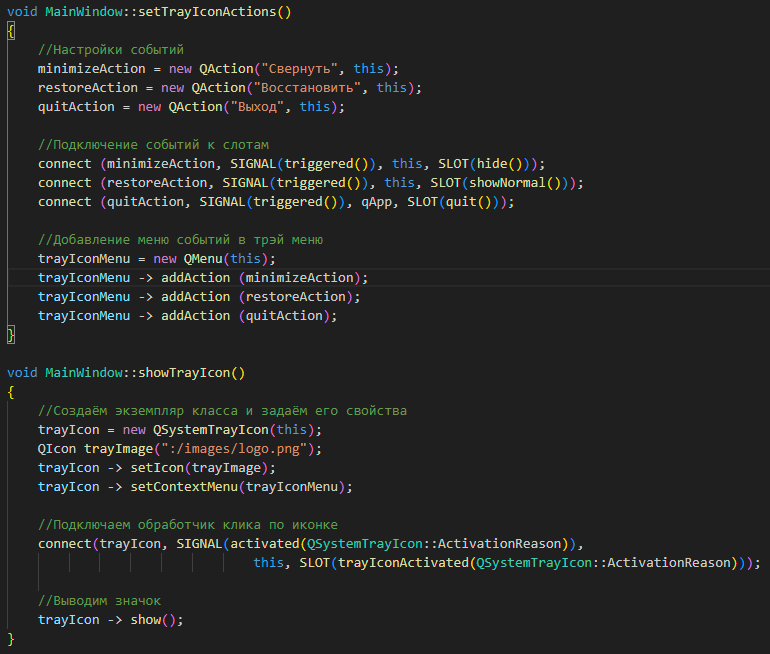 void MainWindow::setTrayIconActions()
{
//Настройки событий
minimizeAction = new QAction("Свернуть", this);
restoreAction = new QAction("Восстановить", this);
quitAction = new QAction("Выход", this);
//Подключение событий к слотам
connect (minimizeAction, SIGNAL(triggered()), this, SLOT(hide()));
connect (restoreAction, SIGNAL(triggered()), this, SLOT(showNormal()));
connect (quitAction, SIGNAL(triggered()), qApp, SLOT(quit()));
//Добавление меню событий в трэй меню
trayIconMenu = new QMenu(this);
trayIconMenu -> addAction (minimizeAction);
trayIconMenu -> addAction (restoreAction);
trayIconMenu -> addAction (quitAction);
}
void MainWindow::showTrayIcon()
{
//Создаём экземпляр класса и задаём его свойства
trayIcon = new QSystemTrayIcon(this);
QIcon trayImage(":/images/logo.png");
trayIcon -> setIcon(trayImage);
trayIcon -> setContextMenu(trayIconMenu);
//Подключаем обработчик клика по иконке
connect(trayIcon, SIGNAL(activated(QSystemTrayIcon::ActivationReason)),
this, SLOT(trayIconActivated(QSystemTrayIcon::ActivationReason)));
//Выводим значок
trayIcon -> show();
}